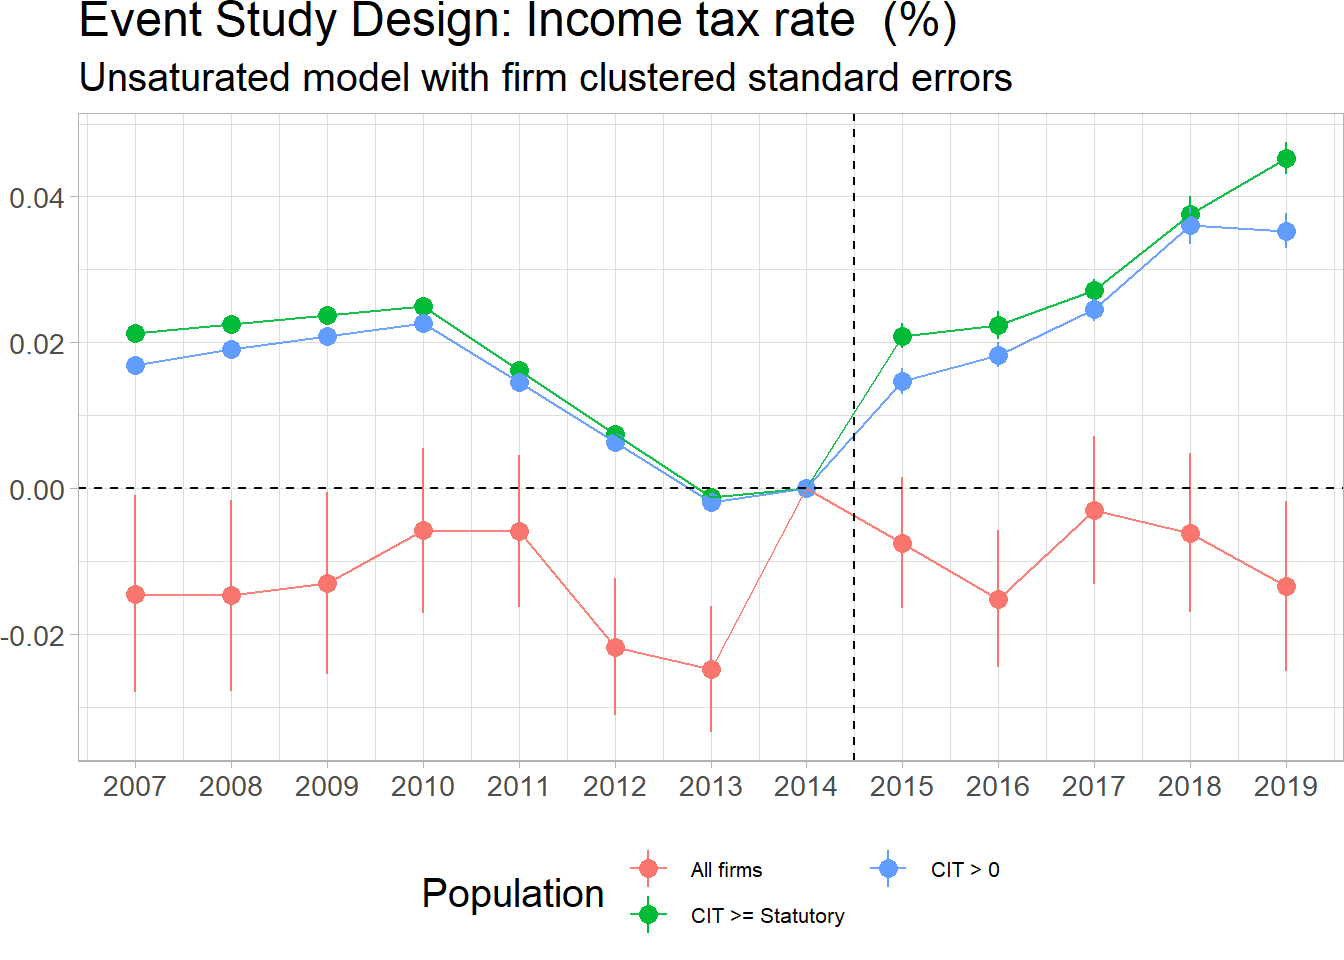 Event Study Design: Income tax rate  (%)
Unsaturated model with firm clustered standard errors
0.04
0.02
0.00
-0.02
2007 2008 2009 2010 2011 2012 2013 2014 2015 2016 2017 2018 2019
Population
All firms
CIT >= Statutory
CIT > 0